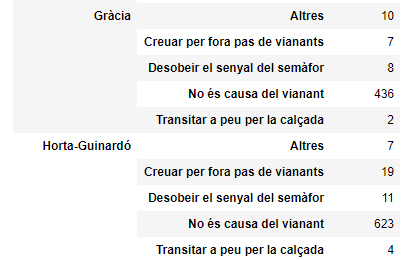 Gràcia Altres 10
Creuar per fora pas de vianants 7
Desobeir el senyal del semàfor 8
No és causa del vianant 436
Transitar a peu per la calçada 2
Horta-Guinardó Altres 7
Creuar per fora pas de vianants 19
Desobeir el senyal del semàfor 11
No és causa del vianant 623
Transitar a peu per la calçada 4